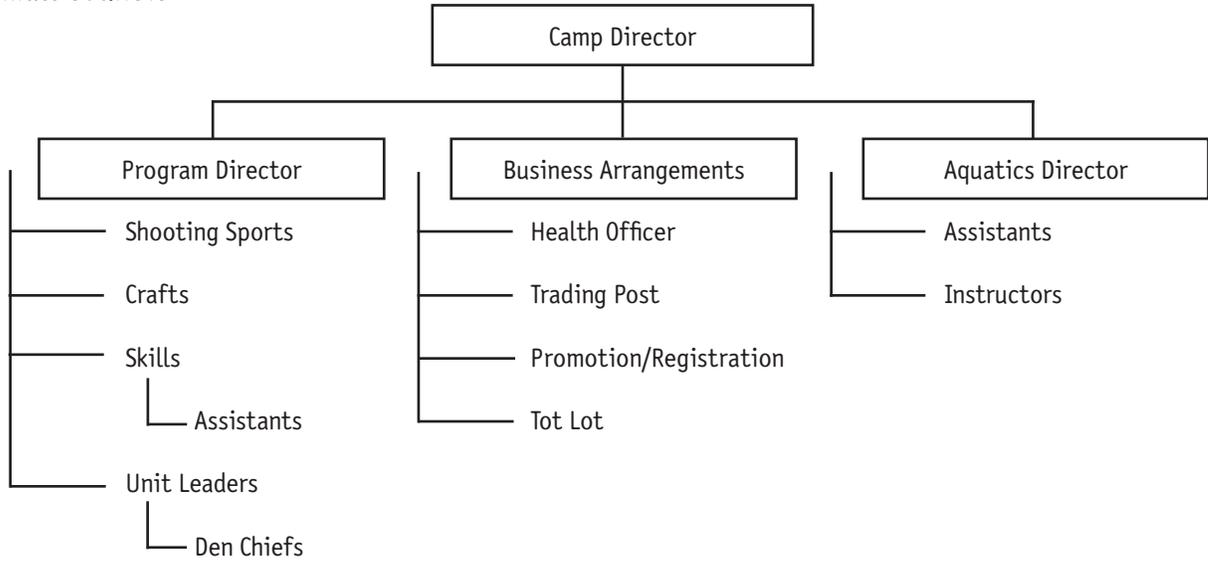 Camp Director
Program Director
Business Arrangements
Aquatics Director
Shooting Sports
Crafts
Skills
Assistants
Unit Leaders
Den Chiefs
Health Officer
Trading Post
Promotion/Registration
Tot Lot
Assistants
Instructors